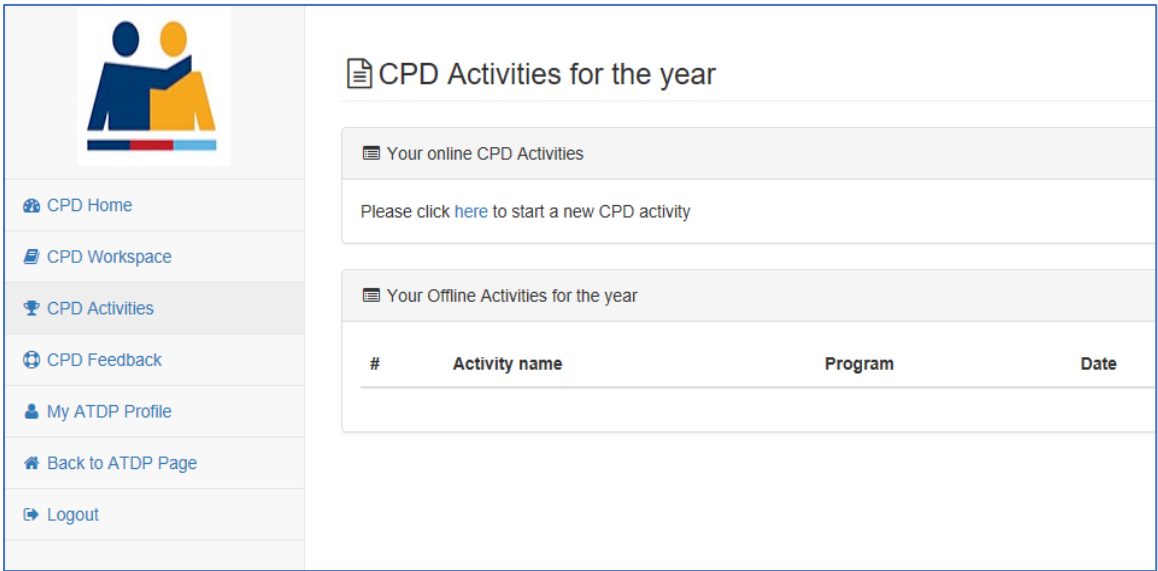 CPD Home
CPD Workspace
CPD Activities
CPD Feedback
My ATDP Profile
Back to ATDP Page
Logout
CPD Activities for the year
Your online CPD Activities
Please click here to start a new CPD activity
Your Offline Activities for the year
# Activity name Program Date